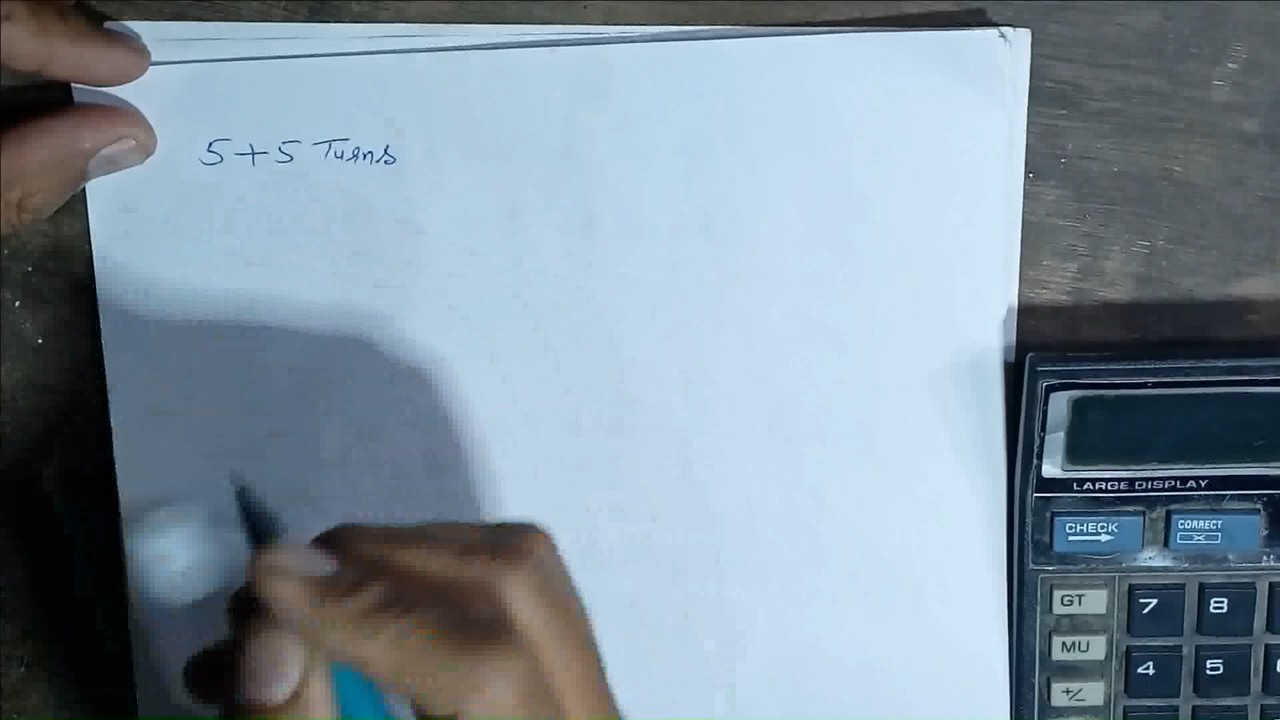 5+5 Turns
LARGE DISPLAY
CHECK
CORRECT
GT
7
8
MU
4
5
+/-